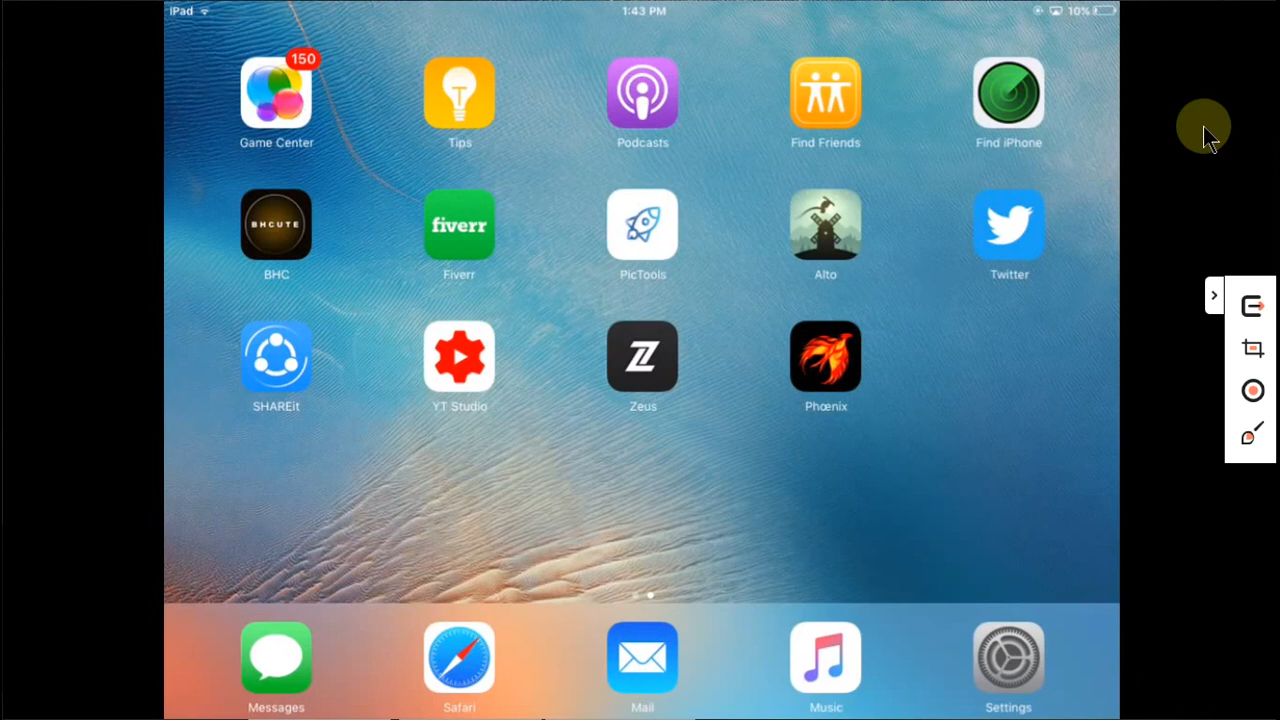 iPad 1:43 PM 10%
150
Game Center Tips Podcasts Find Friends Find iPhone
BHCUTE fiverr
BHC Fiverr PicTools Alto Twitter
SHAREit YT Studio Zeus Phœnix
Messages Safari Mail Music Settings